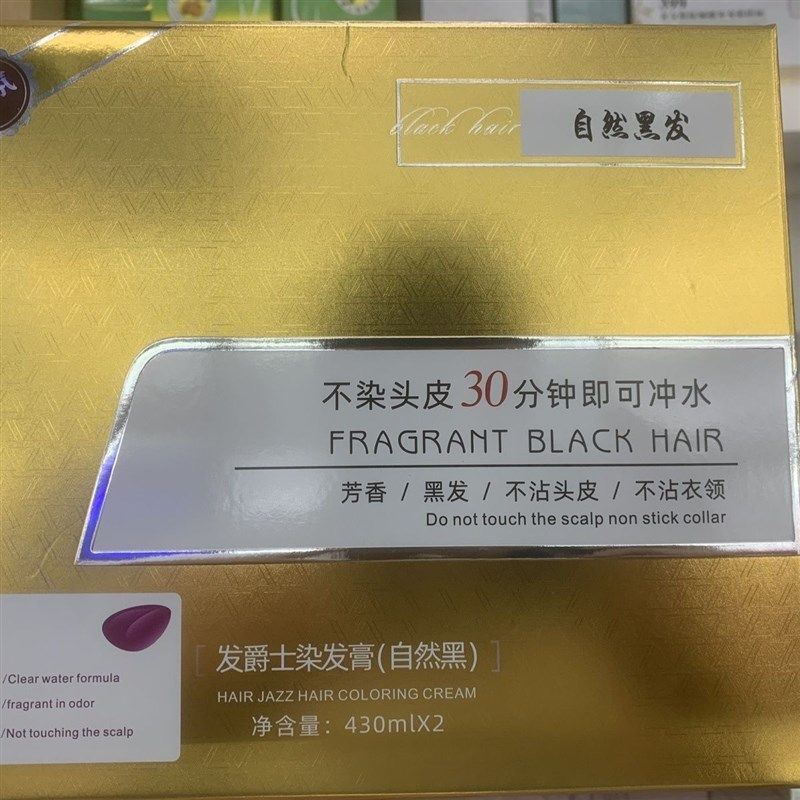 black hair
自然黑发
不染头皮30分钟即可冲水
FRAGRANT BLACK HAIR
芳香 / 黑发 / 不沾头皮 / 不沾衣领
Do not touch the scalp non stick collar
/Clear water formula
/fragrant in odor
/Not touching the scalp
[ 发爵士染发膏(自然黑) ]
HAIR JAZZ HAIR COLORING CREAM
净含量：430mlX2